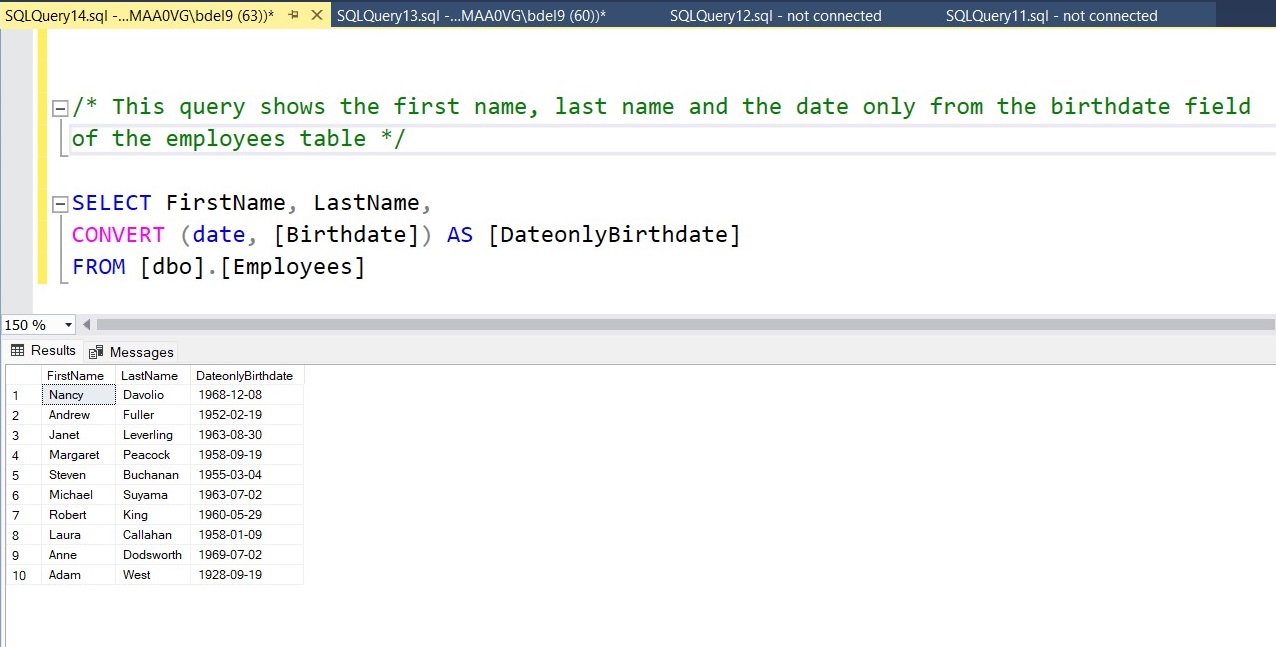 SQLQuery14.sql -...MAA0VG\bdel9 (63))* SQLQuery13.sql -...MAA0VG\bdel9 (60))* SQLQuery12.sql - not connected SQLQuery11.sql - not connected
/* This query shows the first name, last name and the date only from the birthdate field
of the employees table */
SELECT FirstName, LastName,
CONVERT (date, [Birthdate]) AS [DateonlyBirthdate]
FROM [dbo].[Employees]
150 %
Results Messages
FirstName LastName DateonlyBirthdate
1 Nancy Davolio 1968-12-08
2 Andrew Fuller 1952-02-19
3 Janet Leverling 1963-08-30
4 Margaret Peacock 1958-09-19
5 Steven Buchanan 1955-03-04
6 Michael Suyama 1963-07-02
7 Robert King 1960-05-29
8 Laura Callahan 1958-01-09
9 Anne Dodsworth 1969-07-02
10 Adam West 1928-09-19